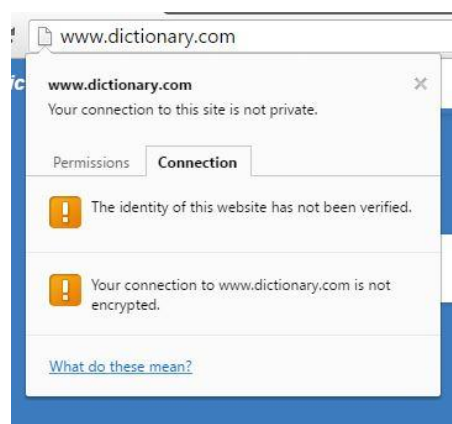 www.dictionary.com
ic
www.dictionary.com
Your connection to this site is not private.
Permissions
Connection
The identity of this website has not been verified.
Your connection to www.dictionary.com is not
encrypted.
What do these mean?